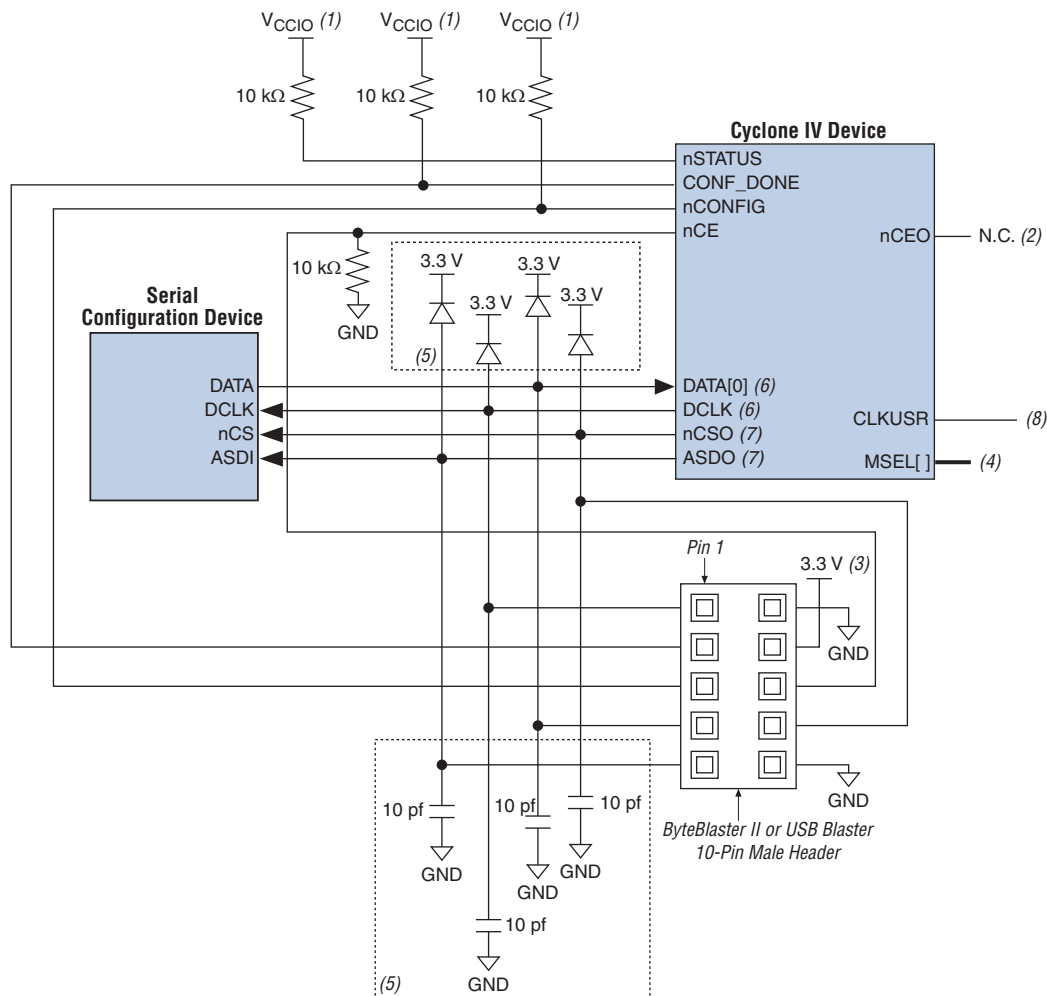 VCCIO (1) VCCIO (1) VCCIO (1)
10 kΩ 10 kΩ 10 kΩ
Cyclone IV Device
nSTATUS
CONF_DONE
nCONFIG
nCE
nCEO
N.C. (2)
10 kΩ
GND
3.3 V
3.3 V
3.3 V
3.3 V
(5)
Serial
Configuration Device
DATA
DCLK
nCS
ASDI
DATA[0] (6)
DCLK (6)
nCSO (7)
ASDO (7)
CLKUSR
(8)
MSEL[ ]
(4)
Pin 1
3.3 V (3)
GND
GND
10 pf
10 pf
10 pf
GND
GND
GND
ByteBlaster II or USB Blaster
10-Pin Male Header
10 pf
GND
(5)